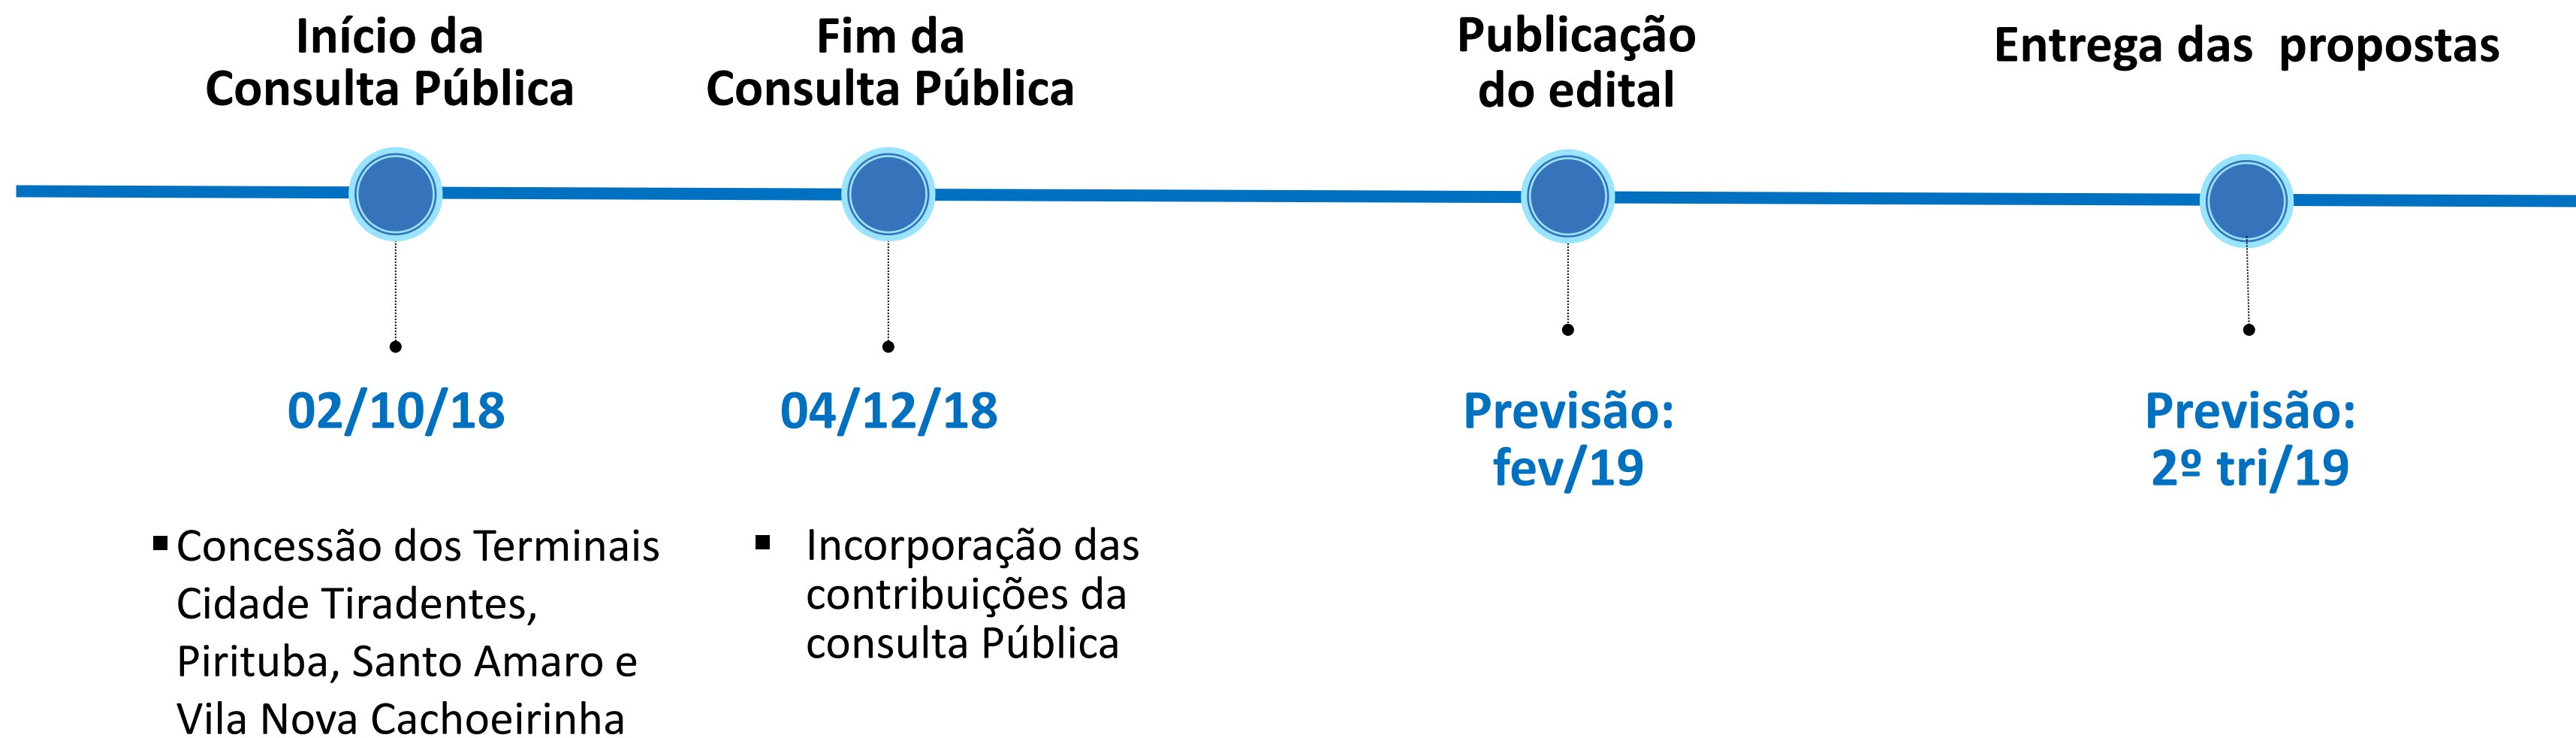 Início da
Consulta Pública
Fim da
Consulta Pública
Publicação
do edital
Entrega das propostas
02/10/18
04/12/18
Previsão:
fev/19
Previsão:
2º tri/19
▪ Concessão dos Terminais
Cidade Tiradentes,
Pirituba, Santo Amaro e
Vila Nova Cachoeirinha
▪ Incorporação das
contribuições da
consulta Pública